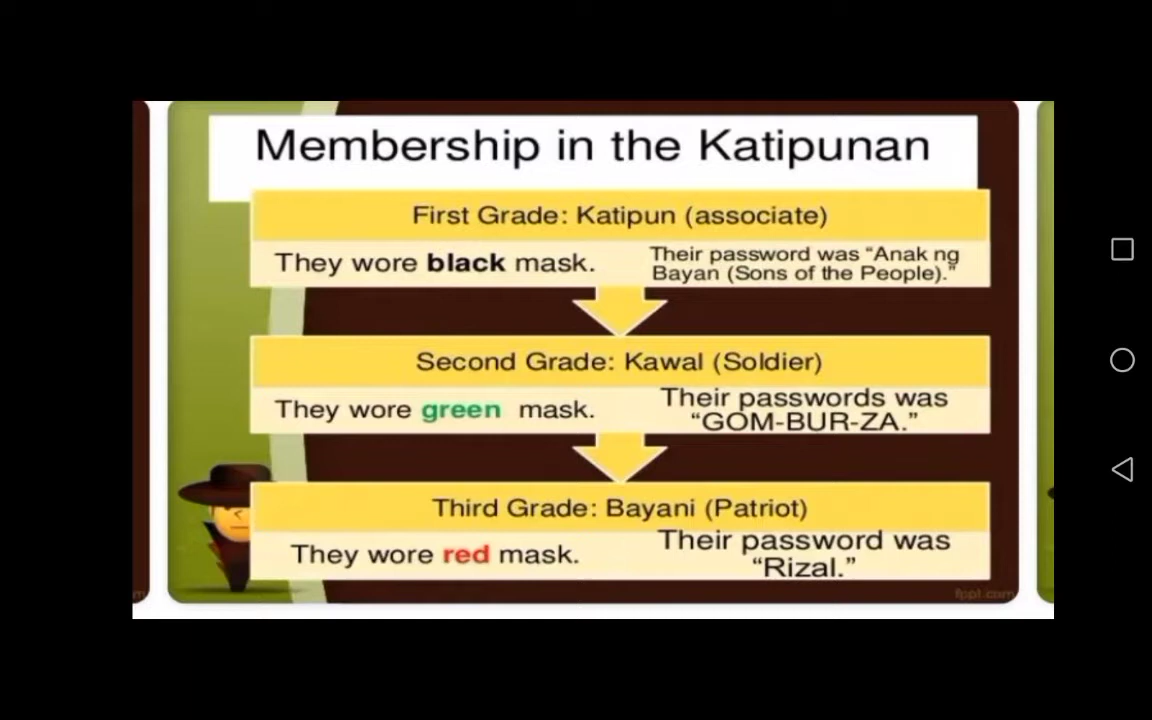 Membership in the Katipunan
First Grade: Katipun (associate)
They wore black mask.
Their password was “Anak ng
Bayan (Sons of the People).”
Second Grade: Kawal (Soldier)
They wore green mask.
Their passwords was
“GOM-BUR-ZA.”
Third Grade: Bayani (Patriot)
They wore red mask.
Their password was
“Rizal.”
fppt.com